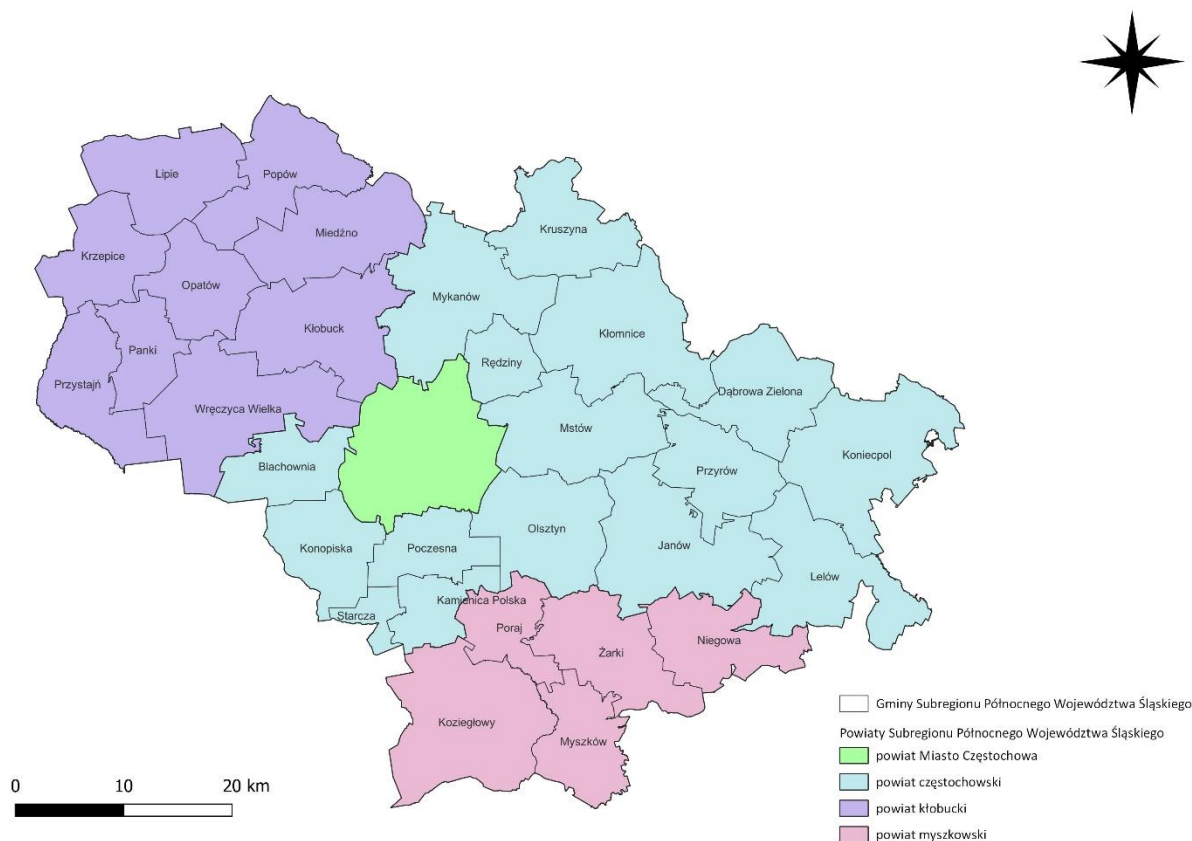 Lipie
Popów
Miedźno
Kruszyna
Krzepice
Opatów
Mykanów
Kłobuck
Kłomnice
Panki
Rędziny
Przystajń
Dąbrowa Zielona
Wręczyca Wielka
Mstów
Koniecpol
Blachownia
Przyrów
Olsztyn
Janów
Konopiska
Poczesna
Lelów
Kamienica Polska
Starcza
Poraj
Niegowa
Żarki
Koziegłowy
Myszków
0 10 20 km
Gminy Subregionu Północnego Województwa Śląskiego
Powiaty Subregionu Północnego Województwa Śląskiego
powiat Miasto Częstochowa
powiat częstochowski
powiat kłobucki
powiat myszkowski